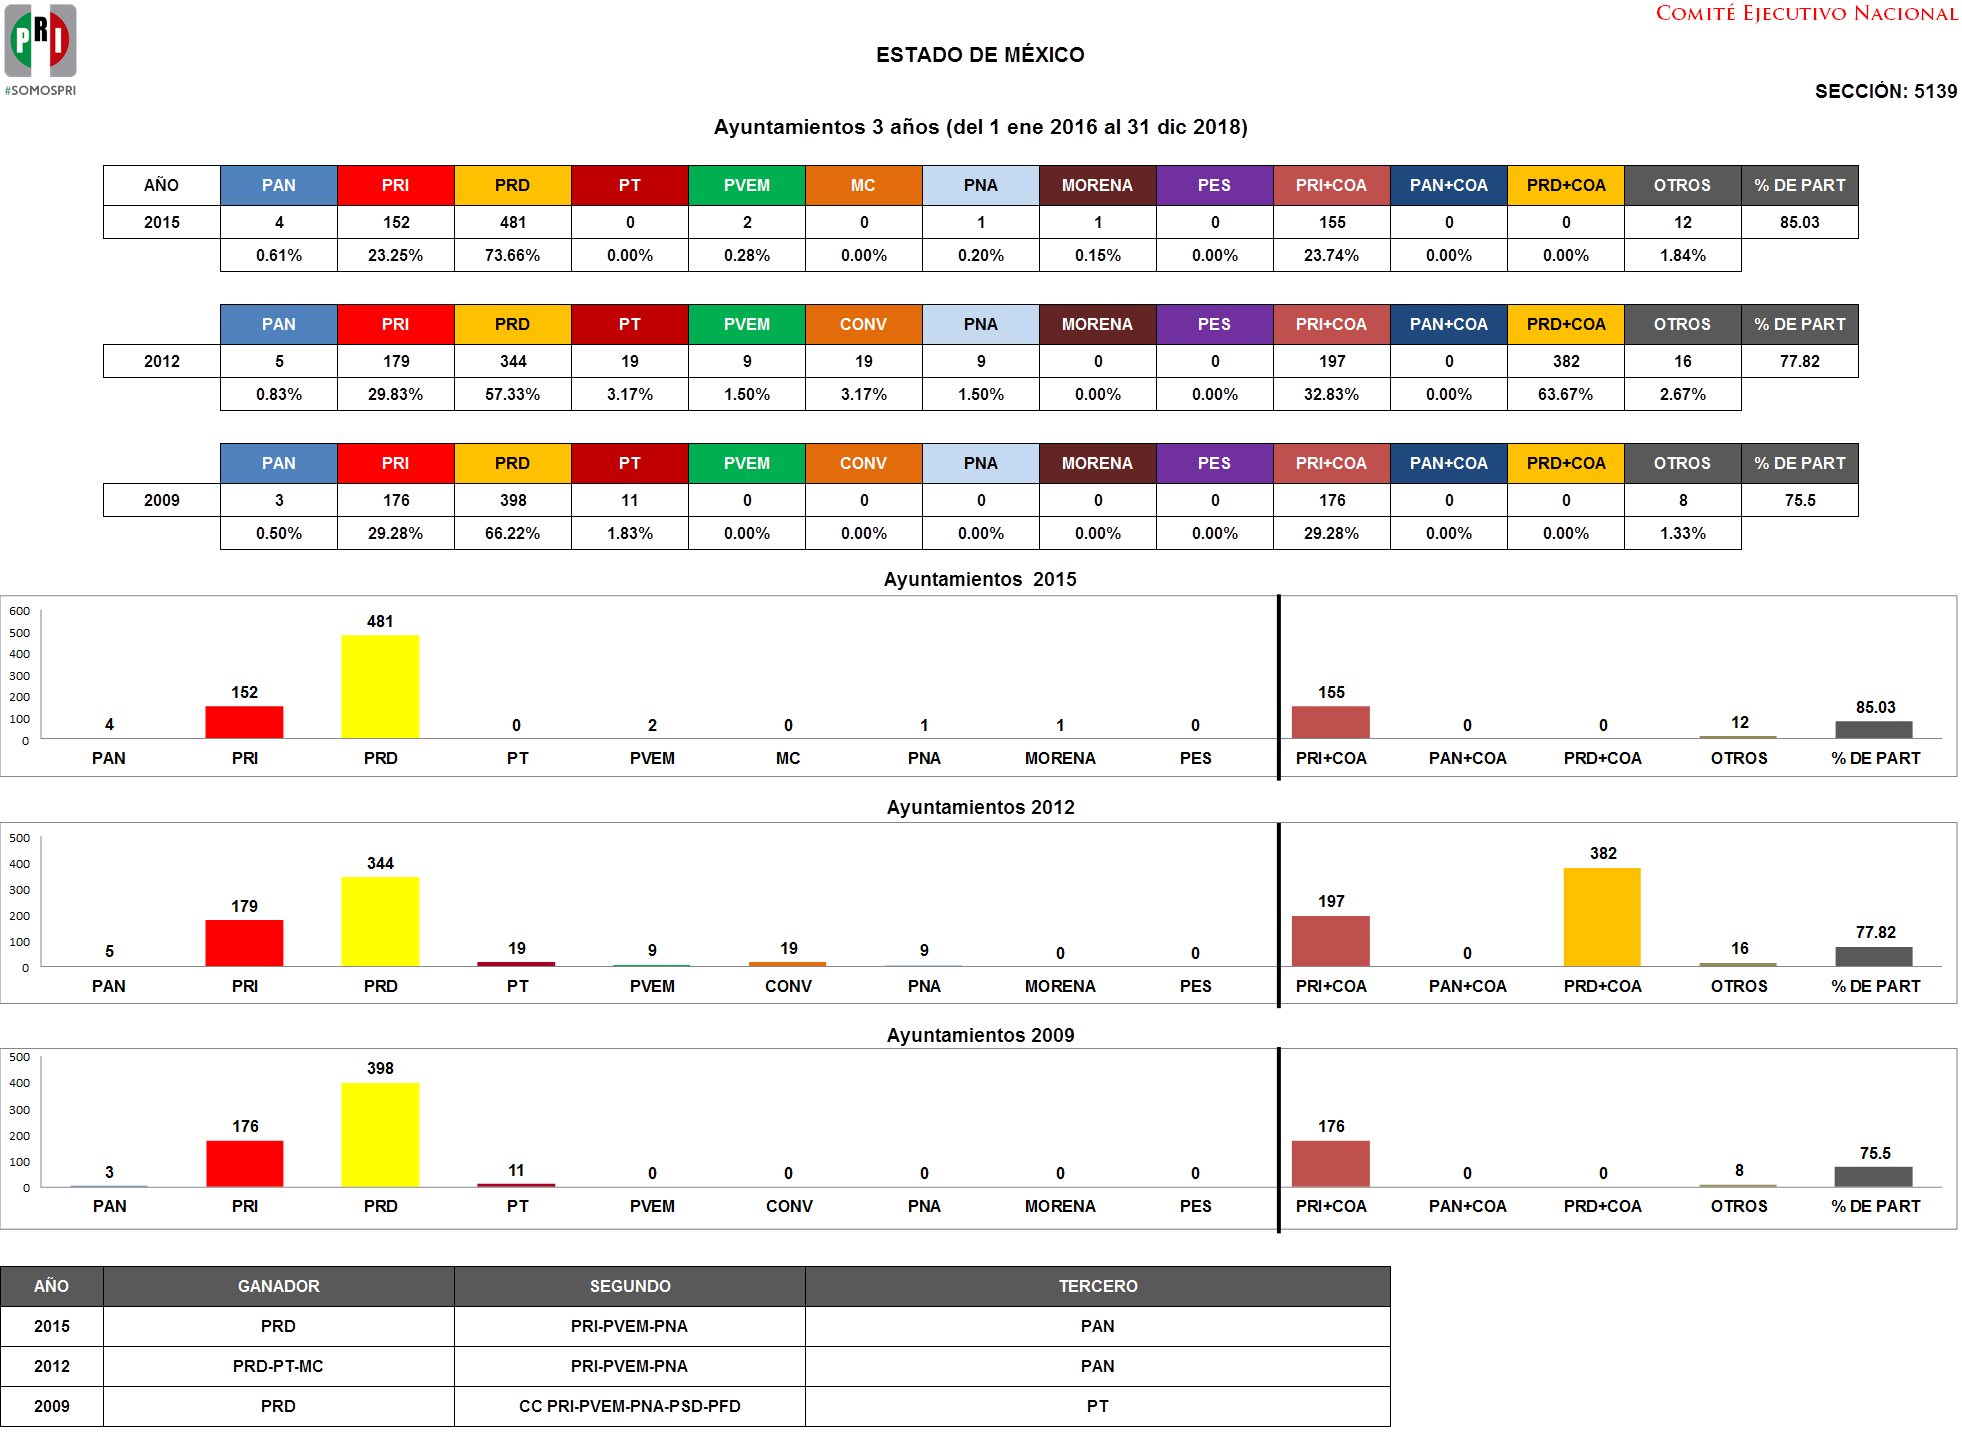 COMITÉ EJECUTIVO NACIONAL
PRI
#SOMOSPRI
ESTADO DE MÉXICO
SECCIÓN: 5139
Ayuntamientos 3 años (del 1 ene 2016 al 31 dic 2018)
AÑO PAN PRI PRD PT PVEM MC PNA MORENA PES PRI+COA PAN+COA PRD+COA OTROS % DE PART
2015 4 152 481 0 2 0 1 1 0 155 0 0 12 85.03
0.61% 23.25% 73.66% 0.00% 0.28% 0.00% 0.20% 0.15% 0.00% 23.74% 0.00% 0.00% 1.84%
PAN PRI PRD PT PVEM CONV PNA MORENA PES PRI+COA PAN+COA PRD+COA OTROS % DE PART
2012 5 179 344 19 9 19 9 0 0 197 0 382 16 77.82
0.83% 29.83% 57.33% 3.17% 1.50% 3.17% 1.50% 0.00% 0.00% 32.83% 0.00% 63.67% 2.67%
PAN PRI PRD PT PVEM CONV PNA MORENA PES PRI+COA PAN+COA PRD+COA OTROS % DE PART
2009 3 176 398 11 0 0 0 0 0 176 0 0 8 75.5
0.50% 29.28% 66.22% 1.83% 0.00% 0.00% 0.00% 0.00% 0.00% 29.28% 0.00% 0.00% 1.33%
Ayuntamientos 2015
600
500
400
300
200
100
0
4 152 481 0 2 0 1 1 0 155 0 0 12 85.03
PAN PRI PRD PT PVEM MC PNA MORENA PES PRI+COA PAN+COA PRD+COA OTROS % DE PART
Ayuntamientos 2012
500
400
300
200
100
0
5 179 344 19 9 19 9 0 0 197 0 382 16 77.82
PAN PRI PRD PT PVEM CONV PNA MORENA PES PRI+COA PAN+COA PRD+COA OTROS % DE PART
Ayuntamientos 2009
500
400
300
200
100
0
3 176 398 11 0 0 0 0 0 176 0 0 8 75.5
PAN PRI PRD PT PVEM CONV PNA MORENA PES PRI+COA PAN+COA PRD+COA OTROS % DE PART
AÑO GANADOR SEGUNDO TERCERO
2015 PRD PRI-PVEM-PNA PAN
2012 PRD-PT-MC PRI-PVEM-PNA PAN
2009 PRD CC PRI-PVEM-PNA-PSD-PFD PT